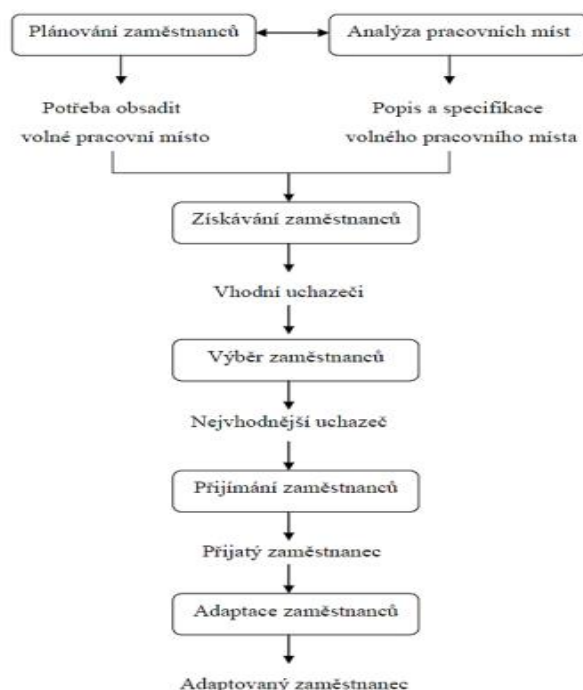 Plánování zaměstnanců
Analýza pracovních míst
Potřeba obsadit
volné pracovní místo
Popis a specifikace
volného pracovního místa
Získávání zaměstnanců
Vhodní uchazeči
Výběr zaměstnanců
Nejvhodnější uchazeč
Přijímání zaměstnanců
Přijatý zaměstnanec
Adaptace zaměstnanců
Adaptovaný zaměstnanec